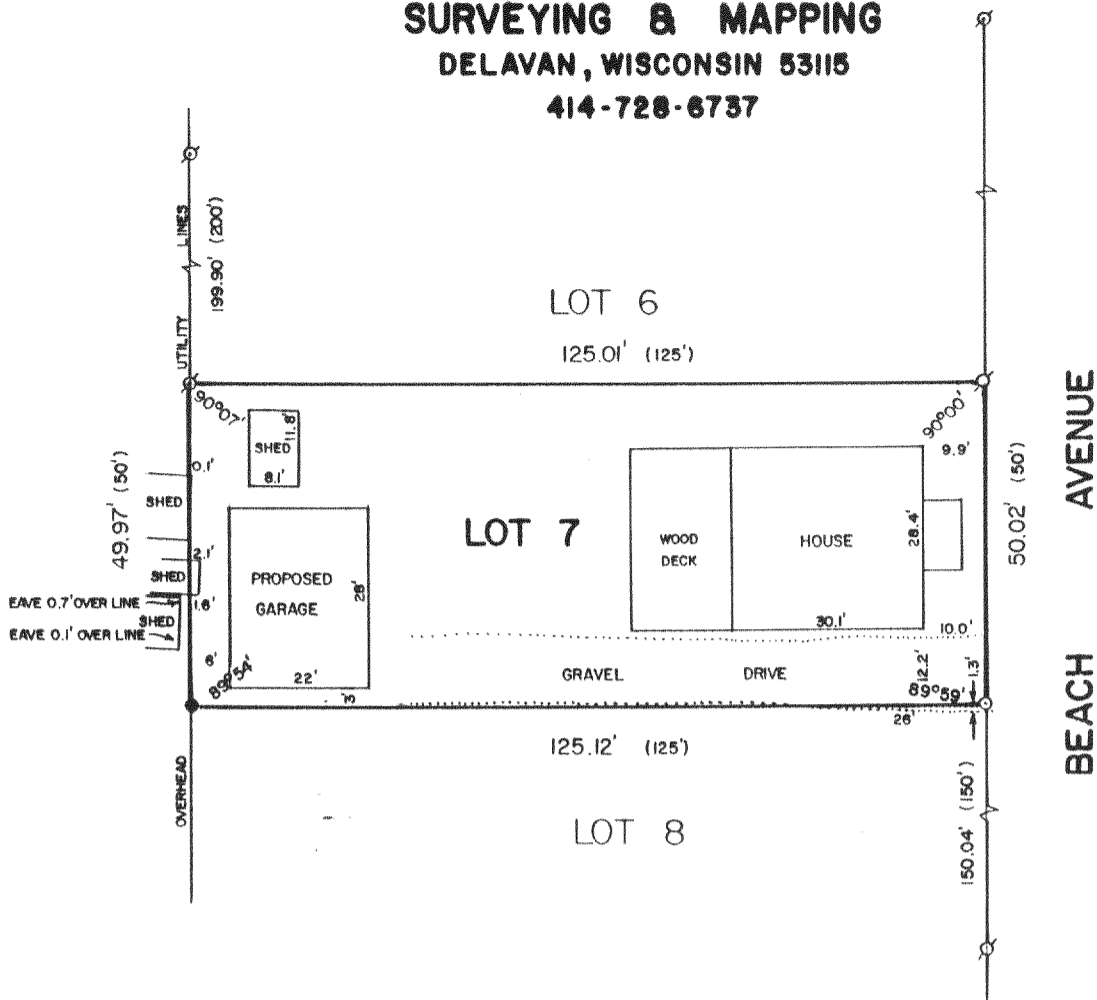 SURVEYING & MAPPING
DELAVAN, WISCONSIN 53115
414-728-6737
UTILITY LINES
199.90' (200')
LOT 6
125.01' (125')
90°07'
90°00'
AVENUE
SHED
11.8'
8.1'
9.9'
49.97' (50')
0.1'
SHED
LOT 7
WOOD
DECK
HOUSE
28.4'
50.02' (50')
2.1'
SHED
PROPOSED
GARAGE
28'
EAVE 0.7' OVER LINE
1.6'
SHED
EAVE 0.1' OVER LINE
30.1'
10.0'
6'
89°54'
22'
3'
GRAVEL DRIVE
12.2'
1.3'
89°59'
26'
BEACH
125.12' (125')
OVERHEAD
LOT 8
150.04' (150')